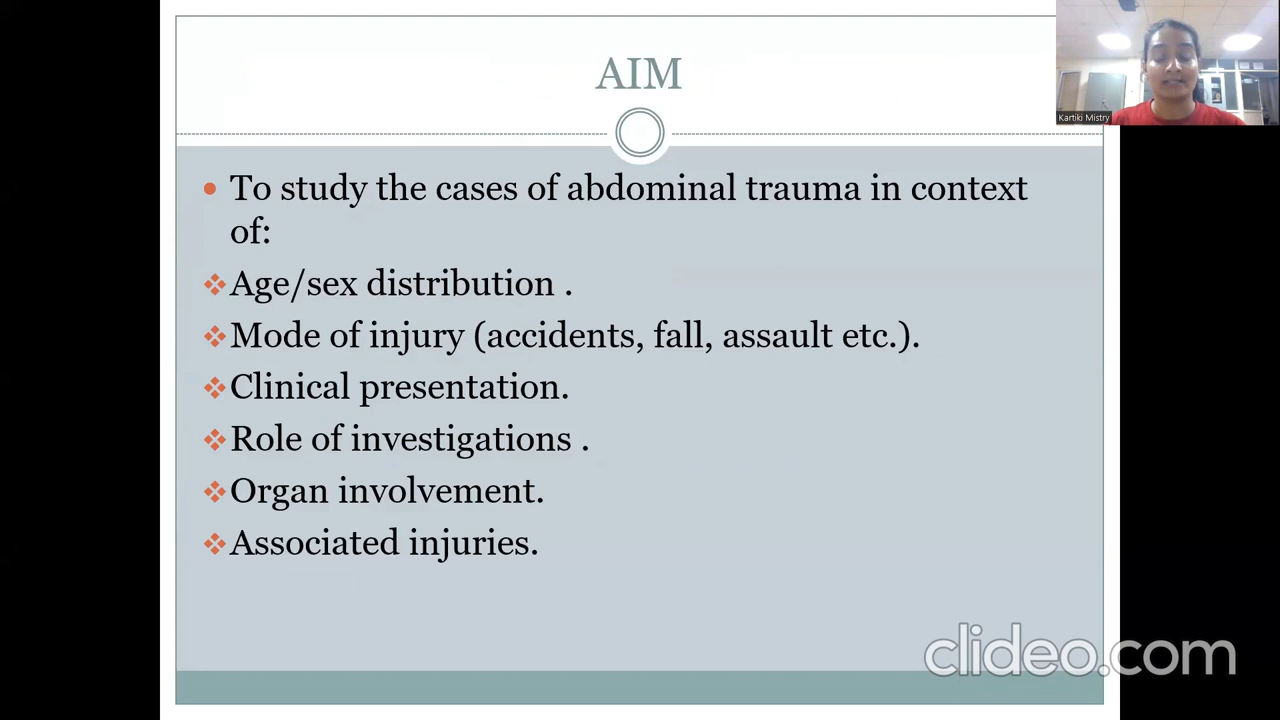 AIM
Kartiki Mistry
To study the cases of abdominal trauma in context
of:
Age/sex distribution .
Mode of injury (accidents, fall, assault etc.).
Clinical presentation.
Role of investigations .
Organ involvement.
Associated injuries.
clideo.com